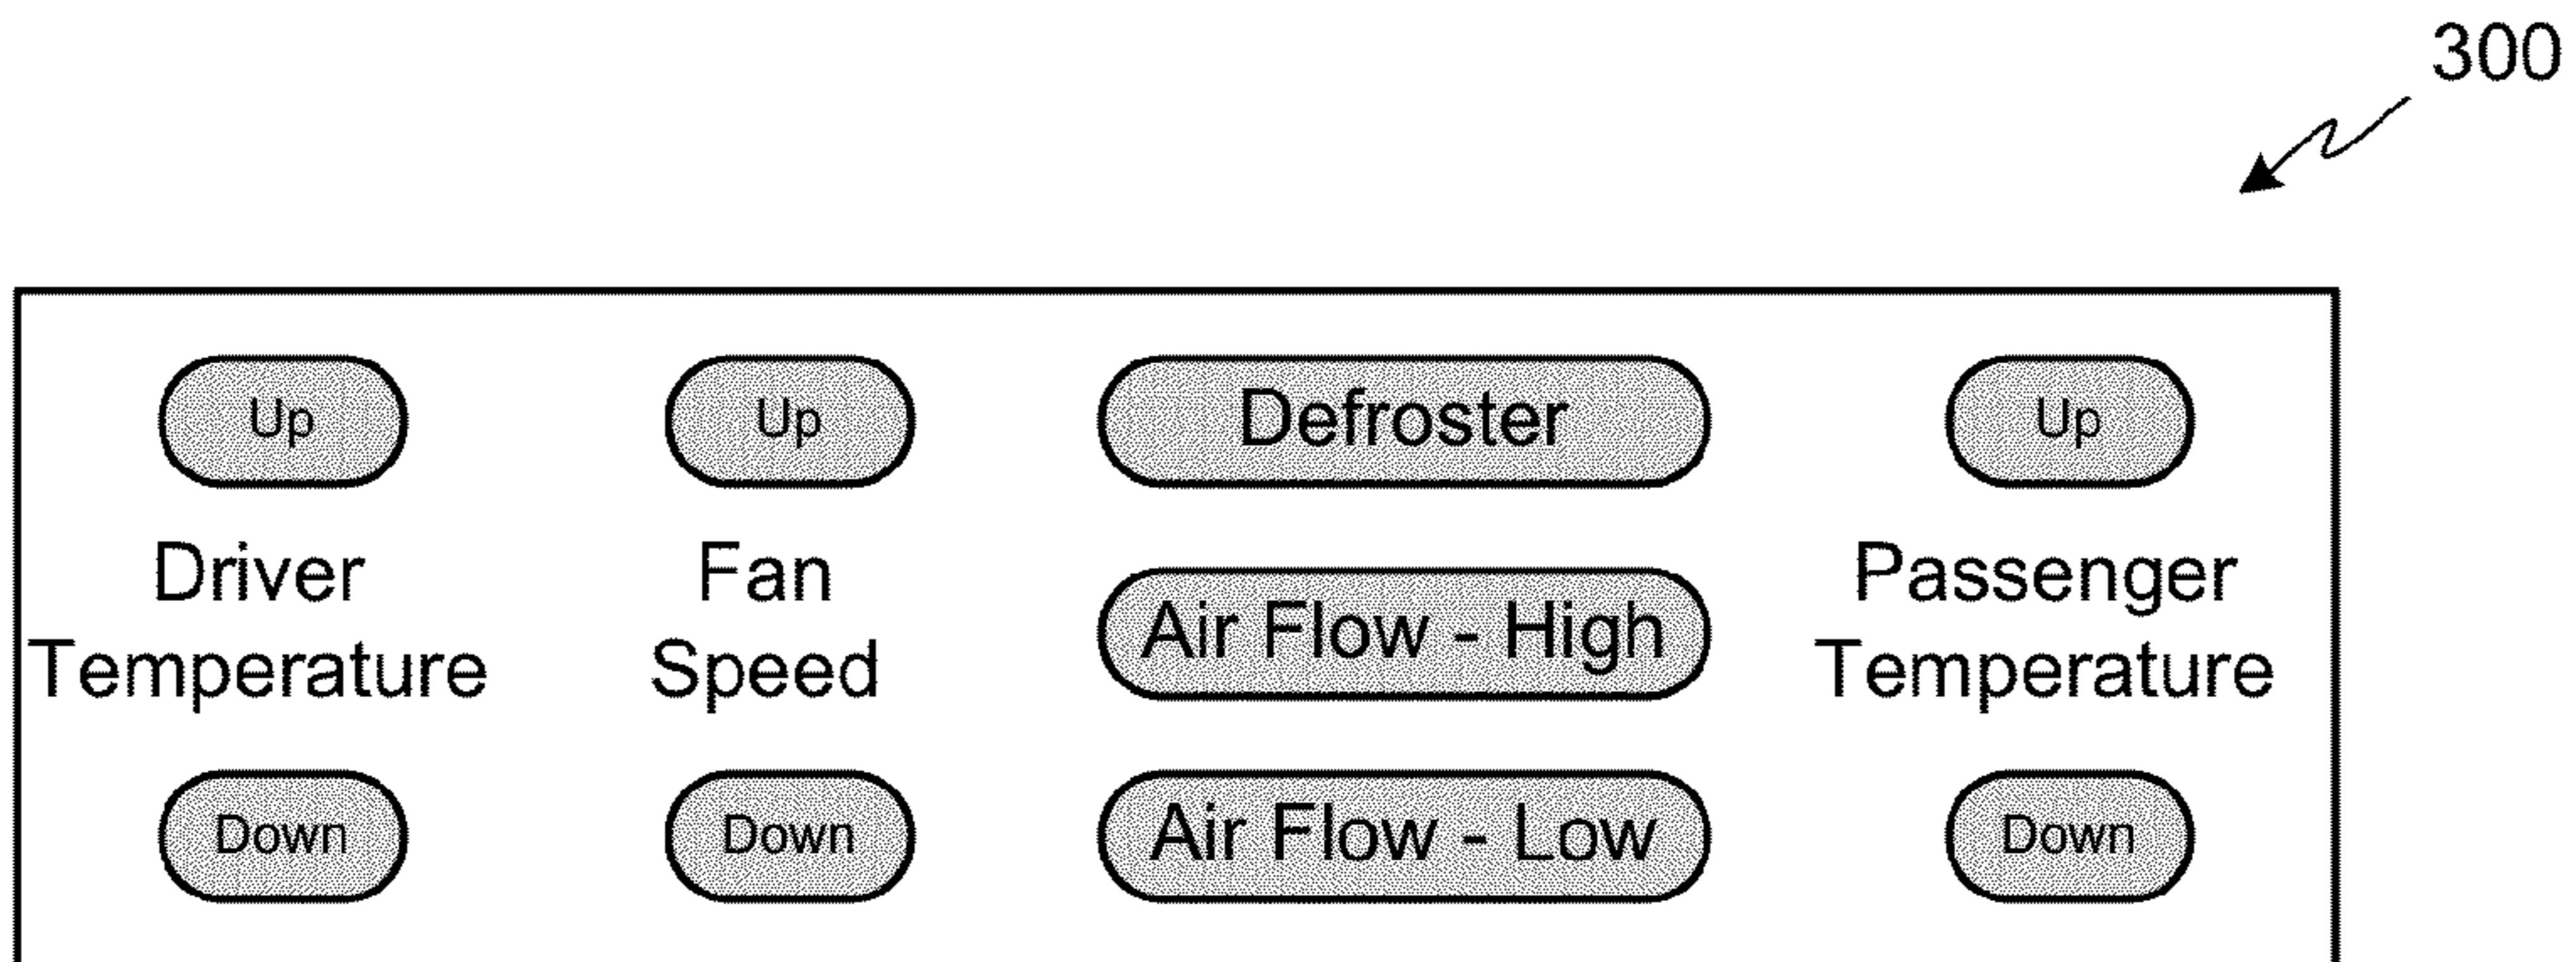 300
Up
Up
Defroster
Up
Driver
Temperature
Fan
Speed
Air Flow - High
Passenger
Temperature
Down
Down
Air Flow - Low
Down